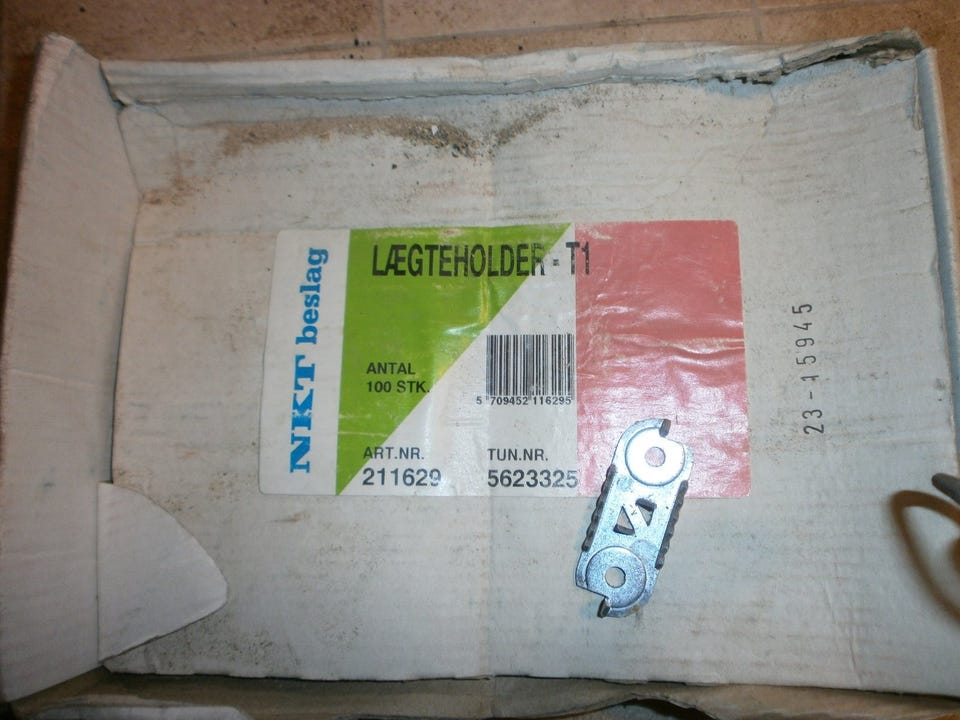 NKT beslag
LÆGTEHOLDER - T1
ANTAL
100 STK.
5 709452 116295
ART.NR.
211629
TUN.NR.
5623325
23-15945